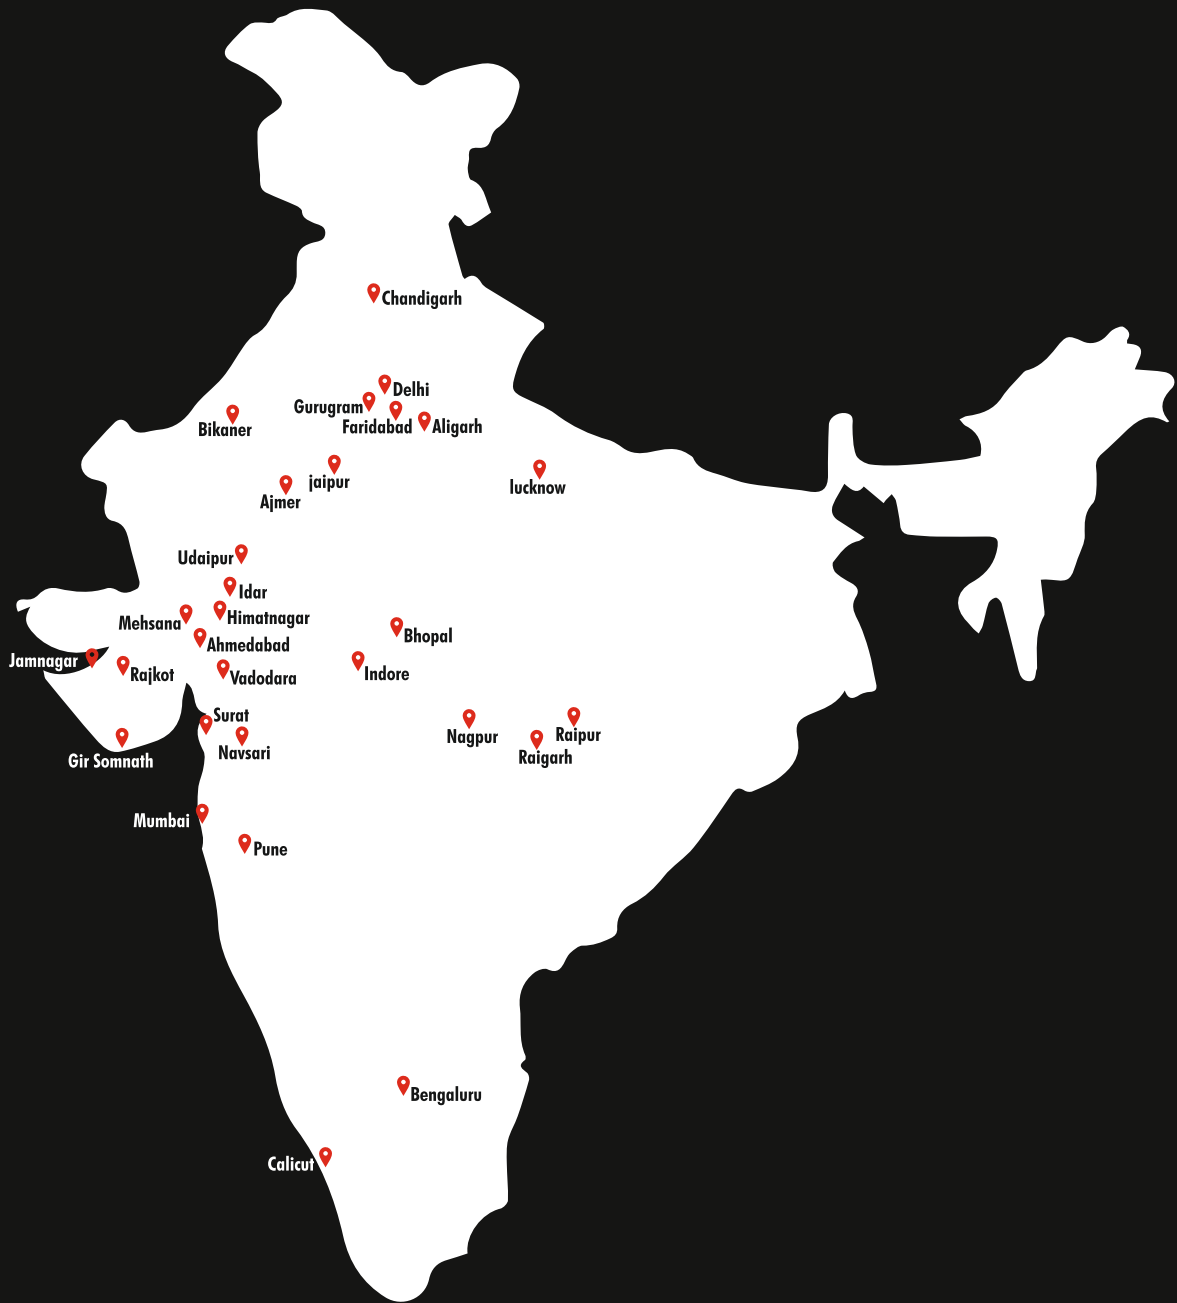 Chandigarh
Delhi
Gurugram
Faridabad
Aligarh
Bikaner
jaipur
lucknow
Ajmer
Udaipur
Idar
Himatnagar
Mehsana
Bhopal
Ahmedabad
Jamnagar
Rajkot
Vadodara
Indore
Surat
Navsari
Nagpur
Raipur
Raigarh
Gir Somnath
Mumbai
Pune
Bengaluru
Calicut